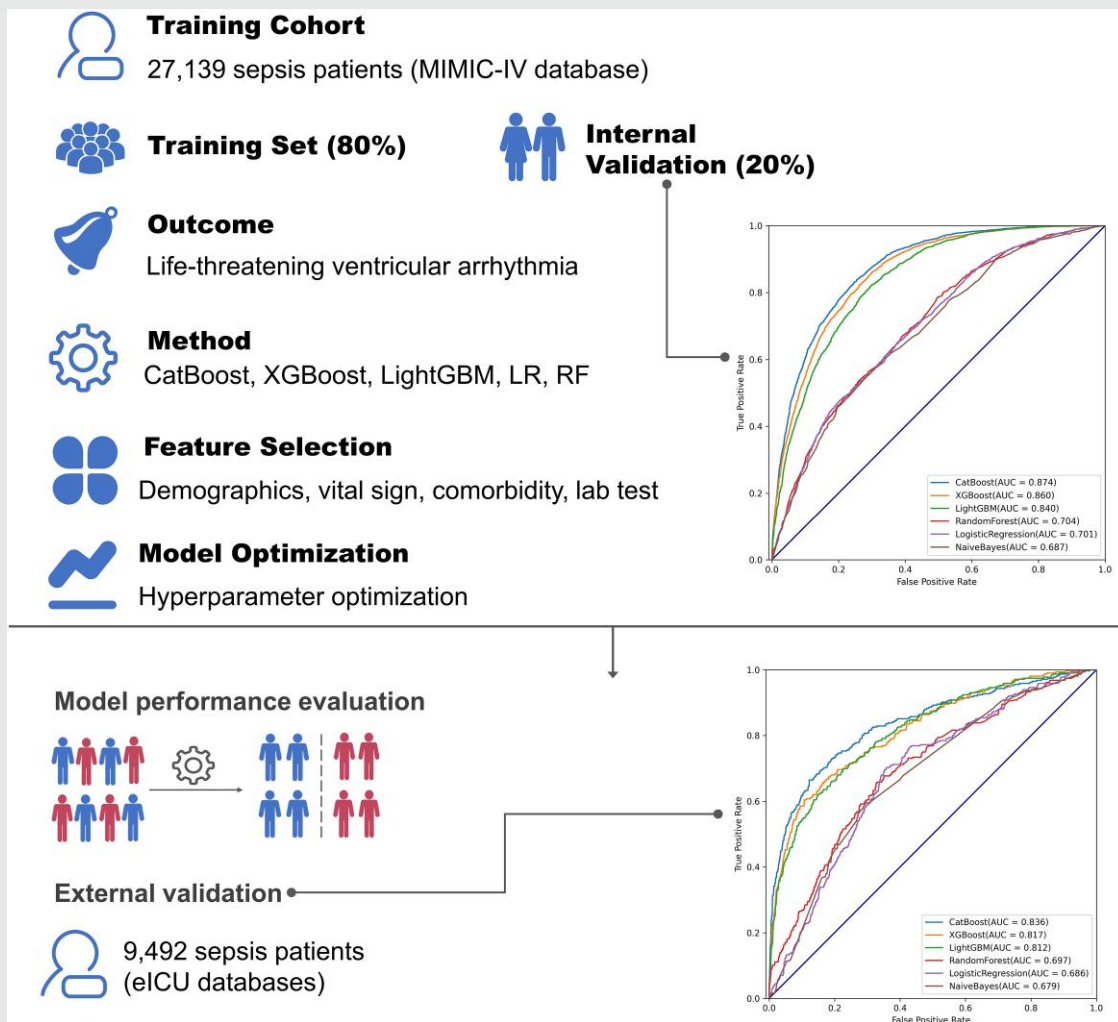 Training Cohort
27,139 sepsis patients (MIMIC-IV database)
Training Set (80%)
Internal
Validation (20%)
Outcome
Life-threatening ventricular arrhythmia
Method
CatBoost, XGBoost, LightGBM, LR, RF
Feature Selection
Demographics, vital sign, comorbidity, lab test
Model Optimization
Hyperparameter optimization
1.0
0.8
0.6
0.4
0.2
0.0
True Positive Rate
CatBoost(AUC = 0.874)
XGBoost(AUC = 0.860)
LightGBM(AUC = 0.840)
RandomForest(AUC = 0.704)
LogisticRegression(AUC = 0.701)
NaiveBayes(AUC = 0.687)
0.0 0.2 0.4 0.6 0.8 1.0
False Positive Rate
Model performance evaluation
External validation
9,492 sepsis patients
(eICU databases)
1.0
0.8
0.6
0.4
0.2
0.0
True Positive Rate
CatBoost(AUC = 0.836)
XGBoost(AUC = 0.817)
LightGBM(AUC = 0.812)
RandomForest(AUC = 0.697)
LogisticRegression(AUC = 0.686)
NaiveBayes(AUC = 0.679)
0.0 0.2 0.4 0.6 0.8 1.0
False Positive Rate